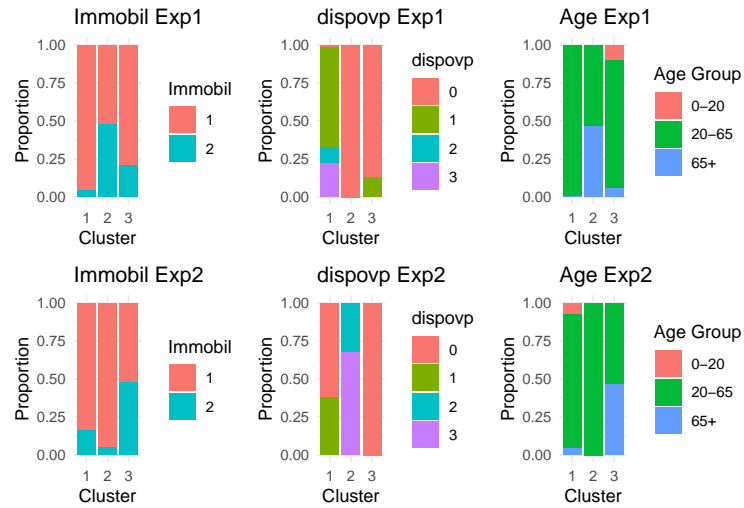 Immobil Exp1
1.00
0.75
0.50
0.25
0.00
Proportion
1 2 3
Cluster
Immobil
1
2
dispovp Exp1
1.00
0.75
0.50
0.25
0.00
Proportion
1 2 3
Cluster
dispovp
0
1
2
3
Age Exp1
1.00
0.75
0.50
0.25
0.00
Proportion
1 2 3
Cluster
Age Group
0−20
20−65
65+
Immobil Exp2
1.00
0.75
0.50
0.25
0.00
Proportion
1 2 3
Cluster
Immobil
1
2
dispovp Exp2
1.00
0.75
0.50
0.25
0.00
Proportion
1 2 3
Cluster
dispovp
0
1
2
3
Age Exp2
1.00
0.75
0.50
0.25
0.00
Proportion
1 2 3
Cluster
Age Group
0−20
20−65
65+